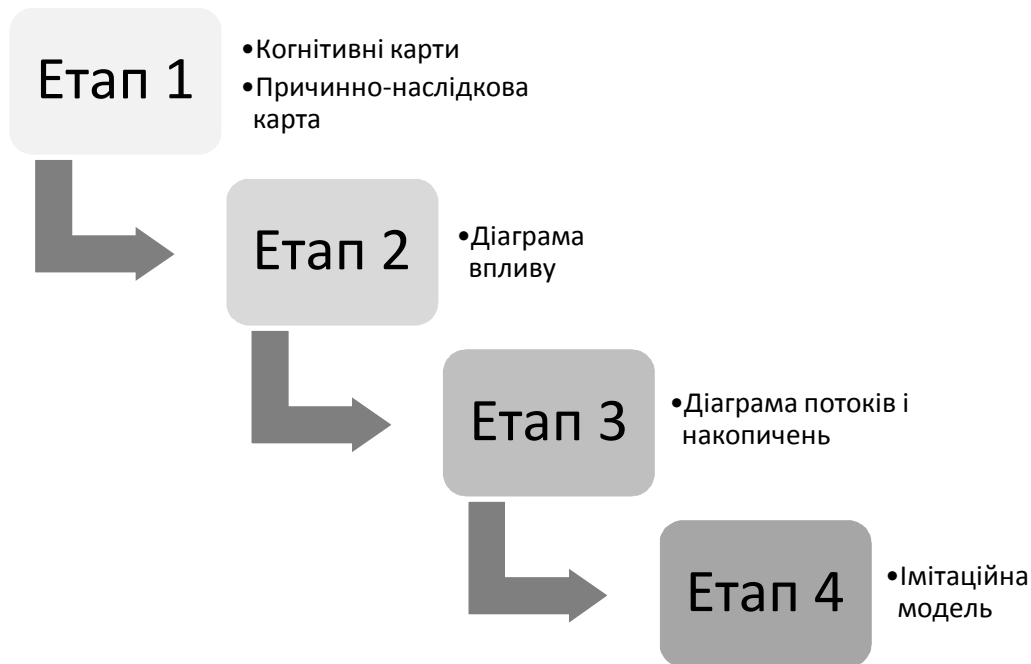 Етап 1
•Когнітивні карти
•Причинно-наслідкова
карта
Етап 2
•Діаграма
впливу
Етап 3
•Діаграма потоків і
накопичень
Етап 4
•Імітаційна
модель